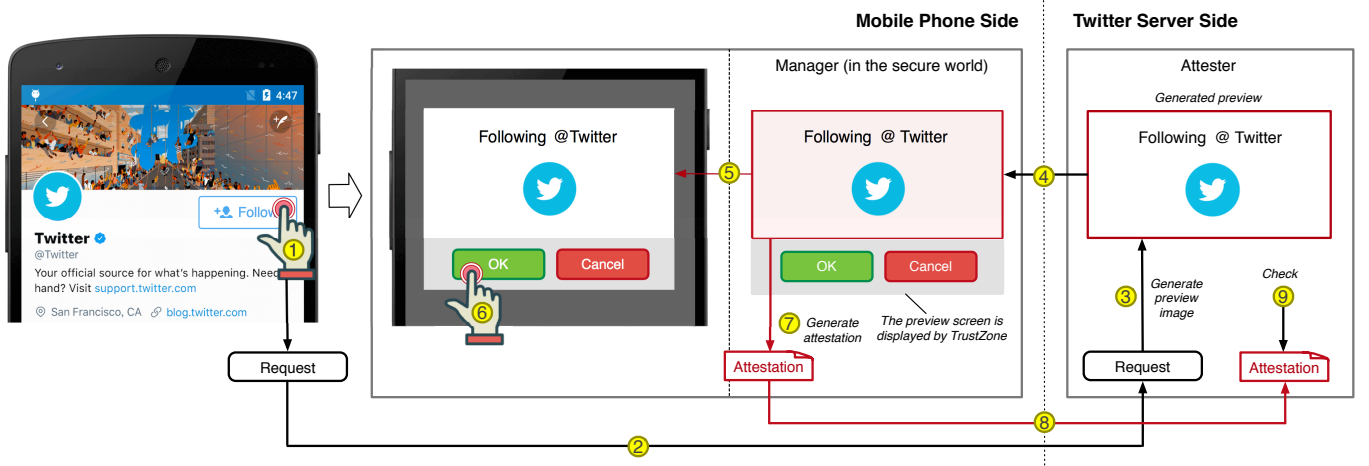 Mobile Phone Side
Twitter Server Side
4:47
+ Follow
Twitter
@Twitter
Your official source for what's happening. Need
hand? Visit support.twitter.com
San Francisco, CA blog.twitter.com
1
Request
2
Following @Twitter
OK
Cancel
6
5
Manager (in the secure world)
Following @ Twitter
OK
Cancel
7
Generate
attestation
The preview screen is
displayed by TrustZone
Attestation
8
4
Attester
Generated preview
Following @ Twitter
3
Generate
preview
image
Request
Check
9
Attestation